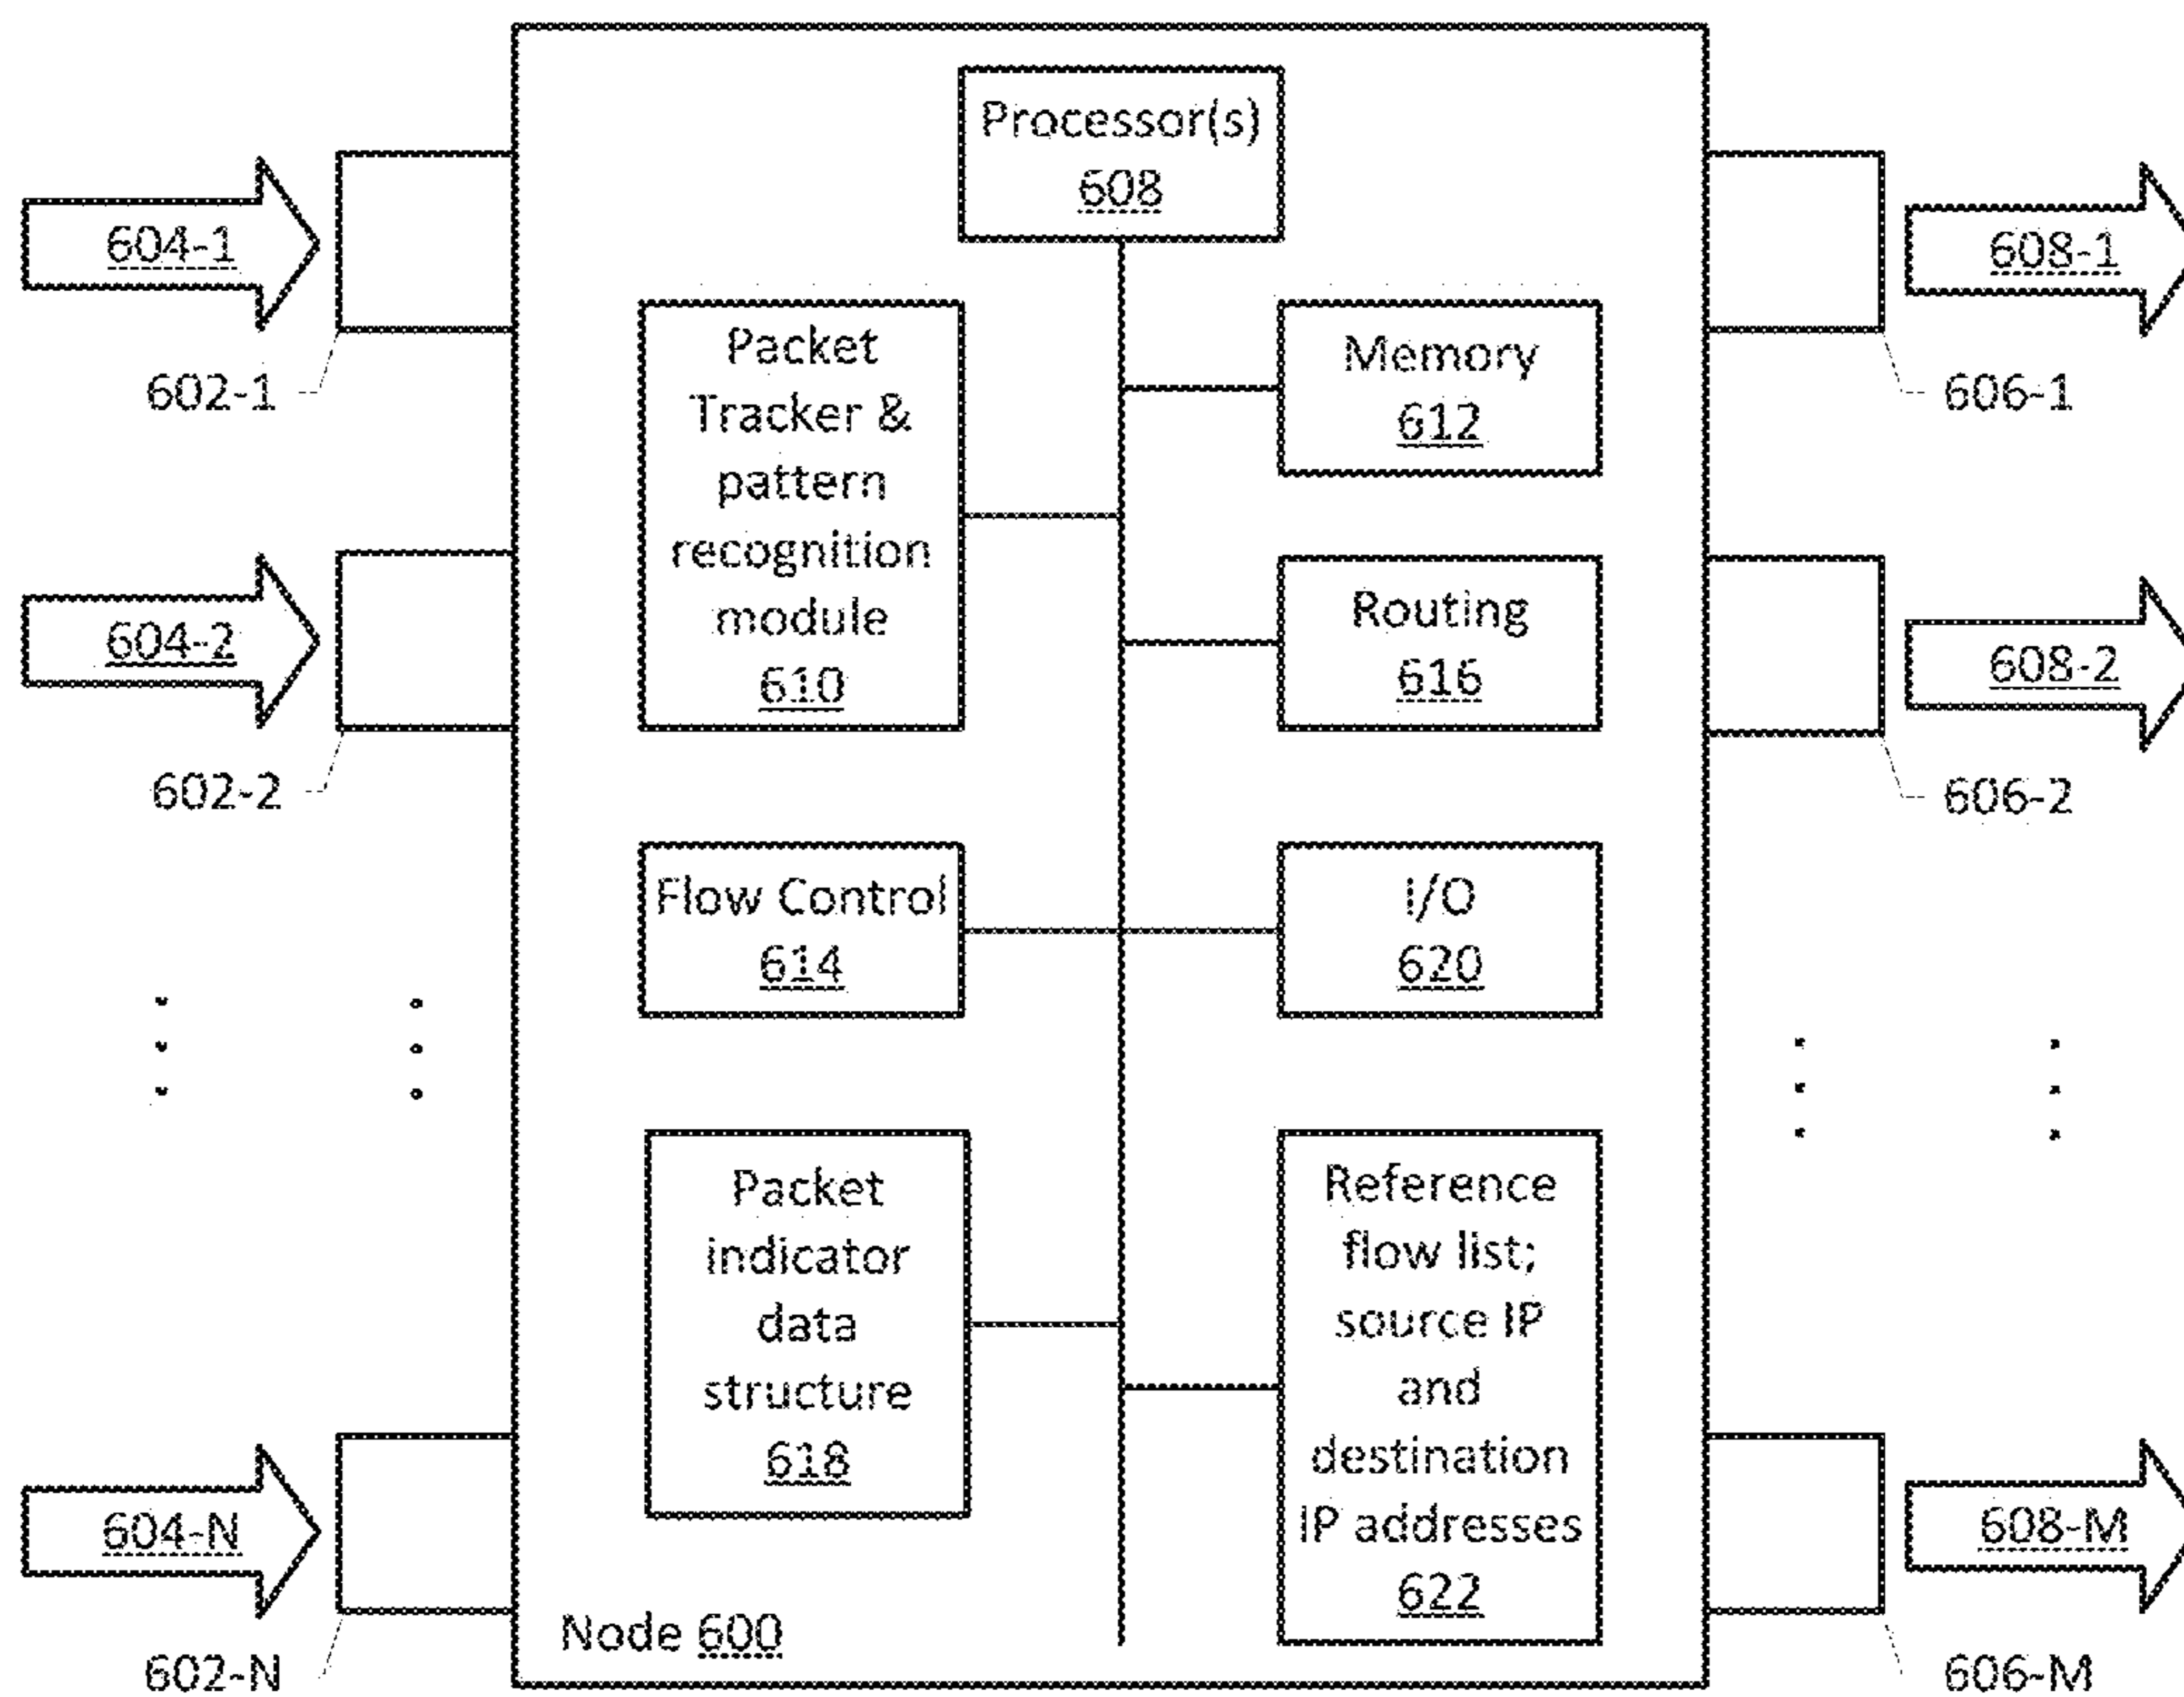 Processor(s)
608
604-1
602-1
604-2
602-2
604-N
602-N
Packet
Tracker &
pattern
recognition
module
610
Memory
612
Routing
616
Flow Control
614
I/O
620
Packet
indicator
data
structure
618
Reference
flow list;
source IP
and
destination
IP addresses
622
Node 600
608-1
606-1
608-2
606-2
608-M
606-M